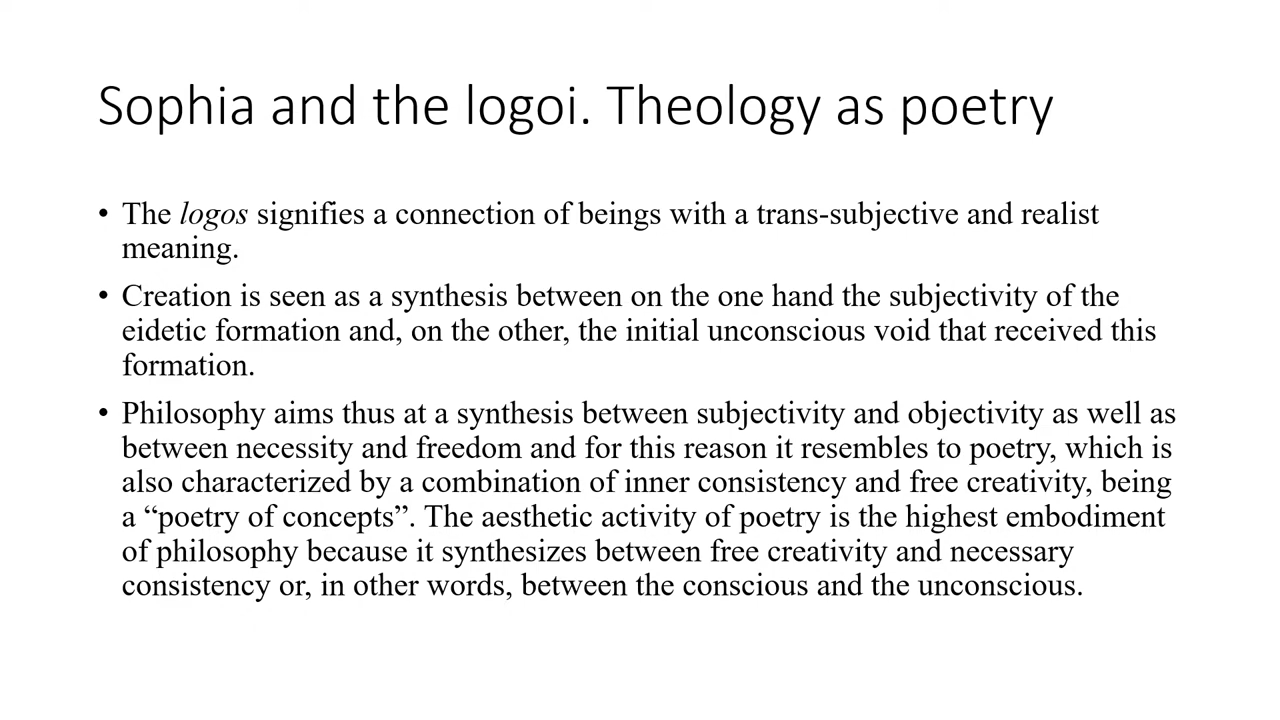 Sophia and the logoi. Theology as poetry
• The logos signifies a connection of beings with a trans-subjective and realist
meaning.
• Creation is seen as a synthesis between on the one hand the subjectivity of the
eidetic formation and, on the other, the initial unconscious void that received this
formation.
• Philosophy aims thus at a synthesis between subjectivity and objectivity as well as
between necessity and freedom and for this reason it resembles to poetry, which is
also characterized by a combination of inner consistency and free creativity, being
a “poetry of concepts”. The aesthetic activity of poetry is the highest embodiment
of philosophy because it synthesizes between free creativity and necessary
consistency or, in other words, between the conscious and the unconscious.